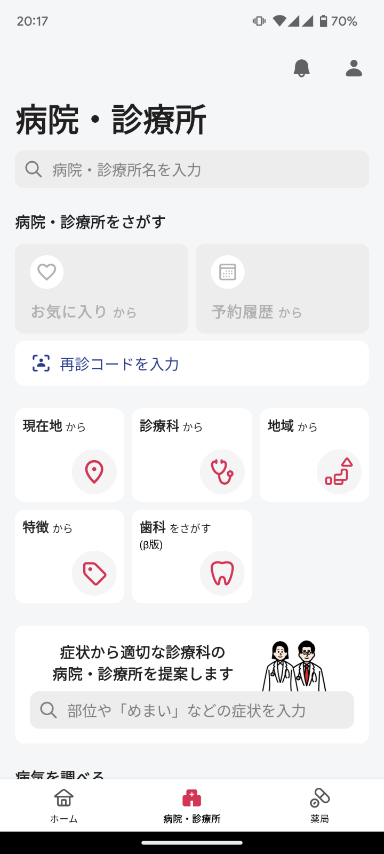 20:17
70%
病院・診療所
病院・診療所名を入力
病院・診療所をさがす
お気に入り から
予約履歴 から
再診コードを入力
現在地 から
診療科 から
地域 から
特徴 から
歯科 をさがす
(β版)
症状から適切な診療科の
病院・診療所を提案します
部位や「めまい」などの症状を入力
病気を調べる
ホーム
病院・診療所
薬局